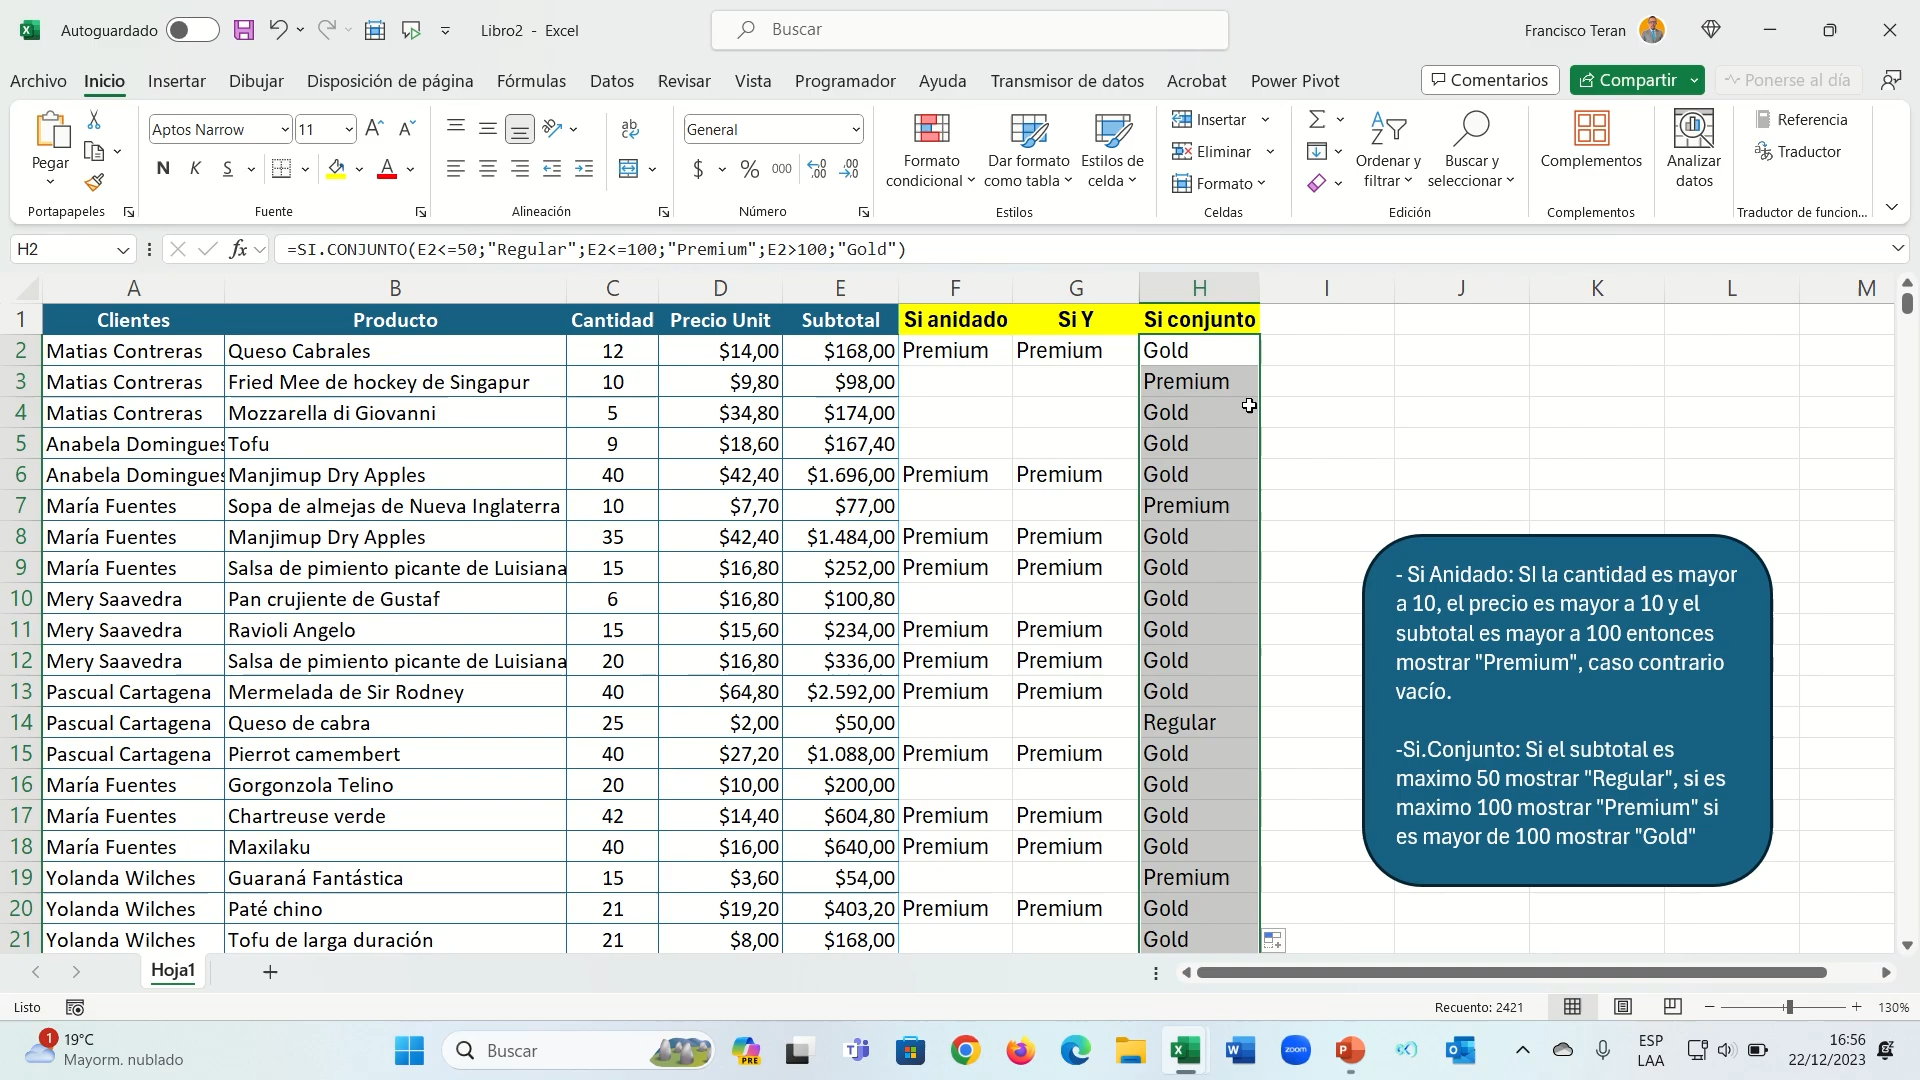 Autoguardado
Libro2 - Excel
Buscar
Francisco Teran
Archivo Inicio Insertar Dibujar Disposición de página Fórmulas Datos Revisar Vista Programador Ayuda Transmisor de datos Acrobat Power Pivot
Comentarios Compartir Ponerse al día
Pegar
Portapapeles
Aptos Narrow 11
N K S
Fuente
Alineación
General
$ % 000
Número
Formato condicional
Dar formato como tabla
Estilos de celda
Estilos
Insertar
Eliminar
Formato
Celdas
Ordenar y filtrar
Buscar y seleccionar
Edición
Complementos
Complementos
Analizar datos
Referencia
Traductor
Traductor de funcion...
H2
fx =SI.CONJUNTO(E2<=50;"Regular";E2<=100;"Premium";E2>100;"Gold")
A B C D E F G H I J K L M
1 Clientes Producto Cantidad Precio Unit Subtotal Si anidado Si Y Si conjunto
2 Matias Contreras Queso Cabrales 12 $14,00 $168,00 Premium Premium Gold
3 Matias Contreras Fried Mee de hockey de Singapur 10 $9,80 $98,00 Premium
4 Matias Contreras Mozzarella di Giovanni 5 $34,80 $174,00 Gold
5 Anabela Domingues Tofu 9 $18,60 $167,40 Gold
6 Anabela Domingues Manjimup Dry Apples 40 $42,40 $1.696,00 Premium Premium Gold
7 María Fuentes Sopa de almejas de Nueva Inglaterra 10 $7,70 $77,00 Premium
8 María Fuentes Manjimup Dry Apples 35 $42,40 $1.484,00 Premium Premium Gold
9 María Fuentes Salsa de pimiento picante de Luisiana 15 $16,80 $252,00 Premium Premium Gold
10 Mery Saavedra Pan crujiente de Gustaf 6 $16,80 $100,80 Gold
11 Mery Saavedra Ravioli Angelo 15 $15,60 $234,00 Premium Premium Gold
12 Mery Saavedra Salsa de pimiento picante de Luisiana 20 $16,80 $336,00 Premium Premium Gold
13 Pascual Cartagena Mermelada de Sir Rodney 40 $64,80 $2.592,00 Premium Premium Gold
14 Pascual Cartagena Queso de cabra 25 $2,00 $50,00 Regular
15 Pascual Cartagena Pierrot camembert 40 $27,20 $1.088,00 Premium Premium Gold
16 María Fuentes Gorgonzola Telino 20 $10,00 $200,00 Gold
17 María Fuentes Chartreuse verde 42 $14,40 $604,80 Premium Premium Gold
18 María Fuentes Maxilaku 40 $16,00 $640,00 Premium Premium Gold
19 Yolanda Wilches Guaraná Fantástica 15 $3,60 $54,00 Premium
20 Yolanda Wilches Paté chino 21 $19,20 $403,20 Premium Premium Gold
21 Yolanda Wilches Tofu de larga duración 21 $8,00 $168,00 Gold
- Si Anidado: SI la cantidad es mayor
a 10, el precio es mayor a 10 y el
subtotal es mayor a 100 entonces
mostrar "Premium", caso contrario
vacío.
-Si.Conjunto: Si el subtotal es
maximo 50 mostrar "Regular", si es
maximo 100 mostrar "Premium" si
es mayor de 100 mostrar "Gold"
Hoja1
Listo
Recuento: 2421
130%
1
19°C
Mayorm. nublado
Buscar
PRE
zoom
ESP
LAA
16:56
22/12/2023